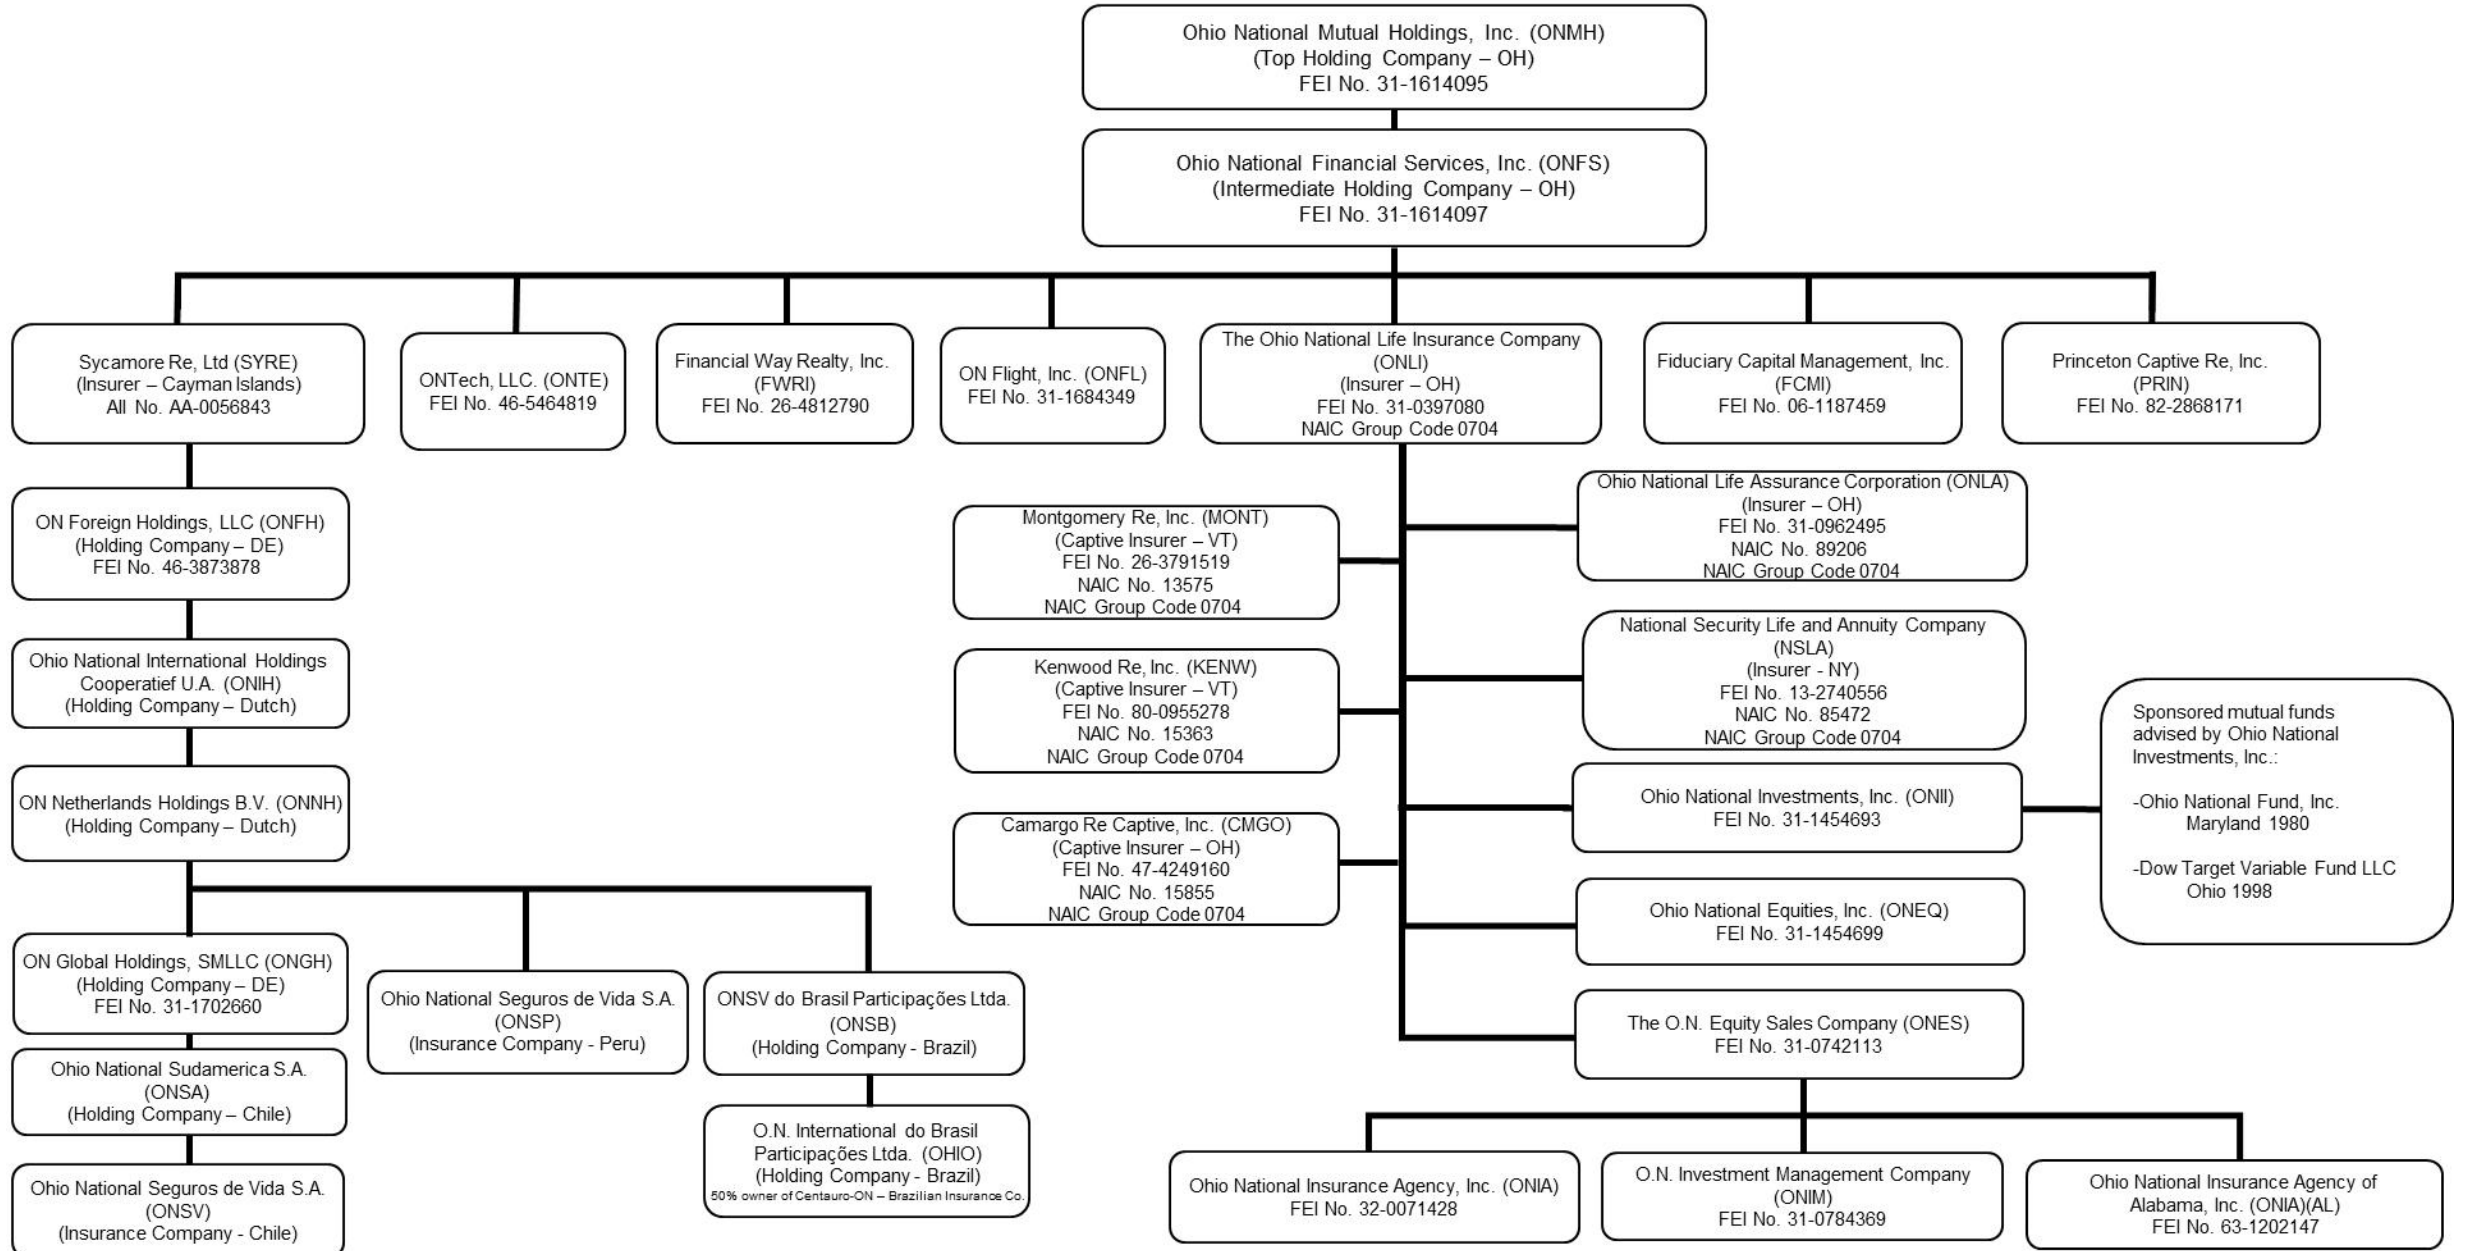 Ohio National Mutual Holdings, Inc. (ONMH)
(Top Holding Company – OH)
FEI No. 31-1614095
Ohio National Financial Services, Inc. (ONFS)
(Intermediate Holding Company – OH)
FEI No. 31-1614097
Sycamore Re, Ltd (SYRE)
(Insurer – Cayman Islands)
AII No. AA-0056843
ONTech, LLC. (ONTE)
FEI No. 46-5464819
Financial Way Realty, Inc.
(FWRI)
FEI No. 26-4812790
ON Flight, Inc. (ONFL)
FEI No. 31-1684349
The Ohio National Life Insurance Company
(ONLI)
(Insurer – OH)
FEI No. 31-0397080
NAIC Group Code 0704
Fiduciary Capital Management, Inc.
(FCMI)
FEI No. 06-1187459
Princeton Captive Re, Inc.
(PRIN)
FEI No. 82-2868171
ON Foreign Holdings, LLC (ONFH)
(Holding Company – DE)
FEI No. 46-3873878
Ohio National International Holdings
Cooperatief U.A. (ONIH)
(Holding Company – Dutch)
ON Netherlands Holdings B.V. (ONNH)
(Holding Company – Dutch)
ON Global Holdings, SMLLC (ONGH)
(Holding Company – DE)
FEI No. 31-1702660
Ohio National Sudamerica S.A.
(ONSA)
(Holding Company – Chile)
Ohio National Seguros de Vida S.A.
(ONSV)
(Insurance Company - Chile)
Ohio National Seguros de Vida S.A.
(ONSP)
(Insurance Company - Peru)
ONSV do Brasil Participações Ltda.
(ONSB)
(Holding Company - Brazil)
O.N. International do Brasil
Participações Ltda. (OHIO)
(Holding Company - Brazil)
50% owner of Centauro-ON – Brazilian Insurance Co.
Montgomery Re, Inc. (MONT)
(Captive Insurer – VT)
FEI No. 26-3791519
NAIC No. 13575
NAIC Group Code 0704
Kenwood Re, Inc. (KENW)
(Captive Insurer – VT)
FEI No. 80-0955278
NAIC No. 15363
NAIC Group Code 0704
Camargo Re Captive, Inc. (CMGO)
(Captive Insurer – OH)
FEI No. 47-4249160
NAIC No. 15855
NAIC Group Code 0704
Ohio National Life Assurance Corporation (ONLA)
(Insurer – OH)
FEI No. 31-0962495
NAIC No. 89206
NAIC Group Code 0704
National Security Life and Annuity Company
(NSLA)
(Insurer - NY)
FEI No. 13-2740556
NAIC No. 85472
NAIC Group Code 0704
Ohio National Investments, Inc. (ONII)
FEI No. 31-1454693
Sponsored mutual funds
advised by Ohio National
Investments, Inc.:
-Ohio National Fund, Inc.
Maryland 1980
-Dow Target Variable Fund LLC
Ohio 1998
Ohio National Equities, Inc. (ONEQ)
FEI No. 31-1454699
The O.N. Equity Sales Company (ONES)
FEI No. 31-0742113
Ohio National Insurance Agency, Inc. (ONIA)
FEI No. 32-0071428
O.N. Investment Management Company
(ONIM)
FEI No. 31-0784369
Ohio National Insurance Agency of
Alabama, Inc. (ONIA)(AL)
FEI No. 63-1202147